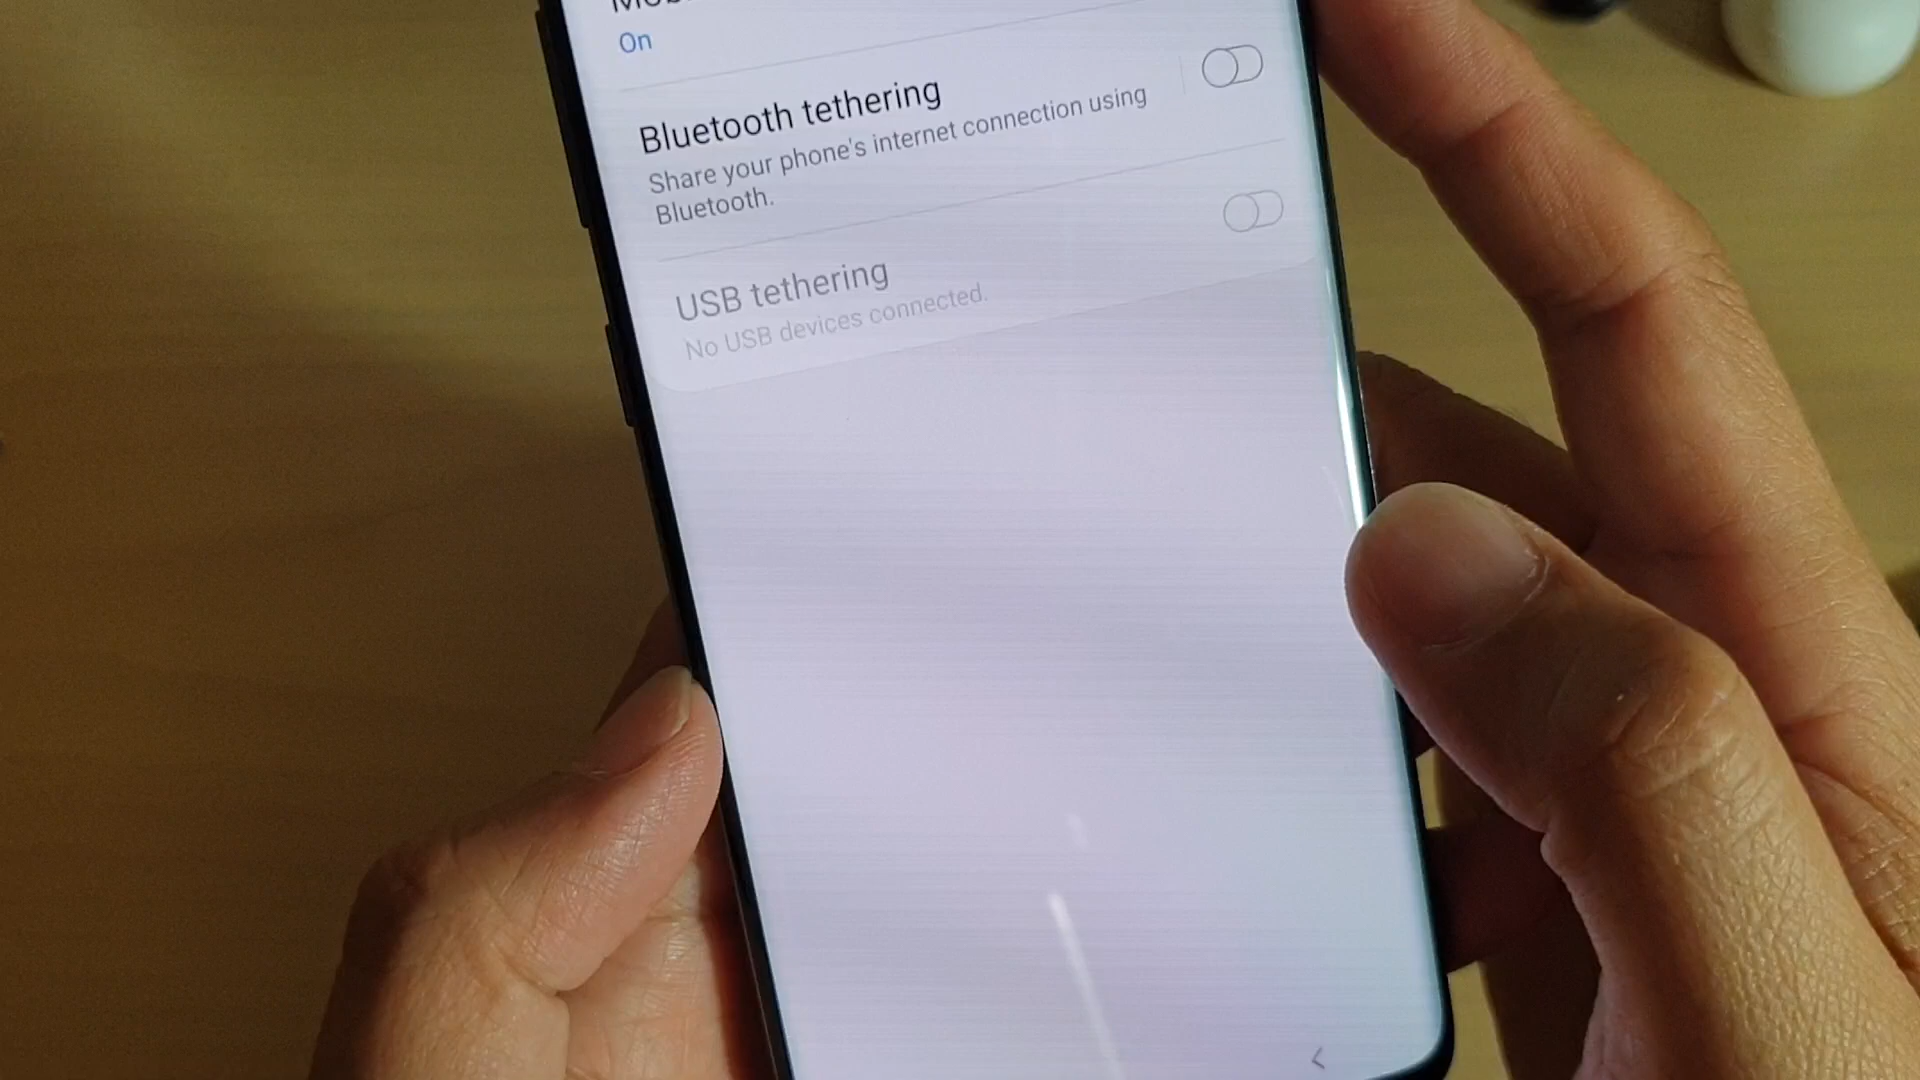 On
Bluetooth tethering
Share your phone's internet connection using
Bluetooth.
USB tethering
No USB devices connected.